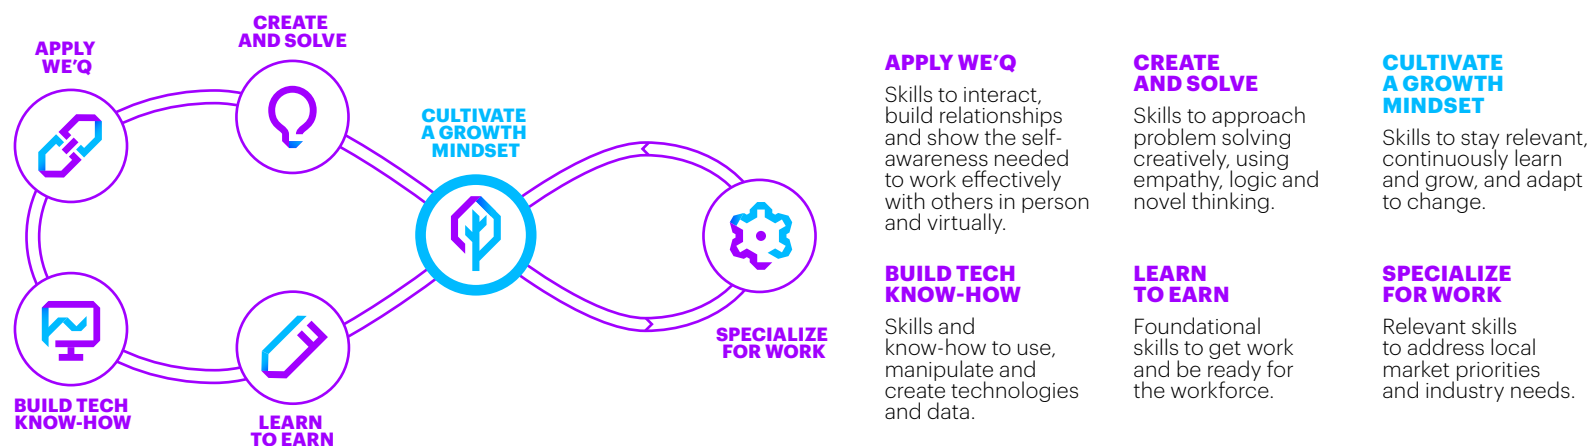 CREATE
AND SOLVE
APPLY
WE’Q
CULTIVATE
A GROWTH
MINDSET
SPECIALIZE
FOR WORK
BUILD TECH
KNOW-HOW
LEARN
TO EARN
APPLY WE’Q
Skills to interact,
build relationships
and show the self-
awareness needed
to work effectively
with others in person
and virtually.
CREATE
AND SOLVE
Skills to approach
problem solving
creatively, using
empathy, logic and
novel thinking.
CULTIVATE
A GROWTH
MINDSET
Skills to stay relevant,
continuously learn
and grow, and adapt
to change.
BUILD TECH
KNOW-HOW
Skills and
know-how to use,
manipulate and
create technologies
and data.
LEARN
TO EARN
Foundational
skills to get work
and be ready for
the workforce.
SPECIALIZE
FOR WORK
Relevant skills
to address local
market priorities
and industry needs.